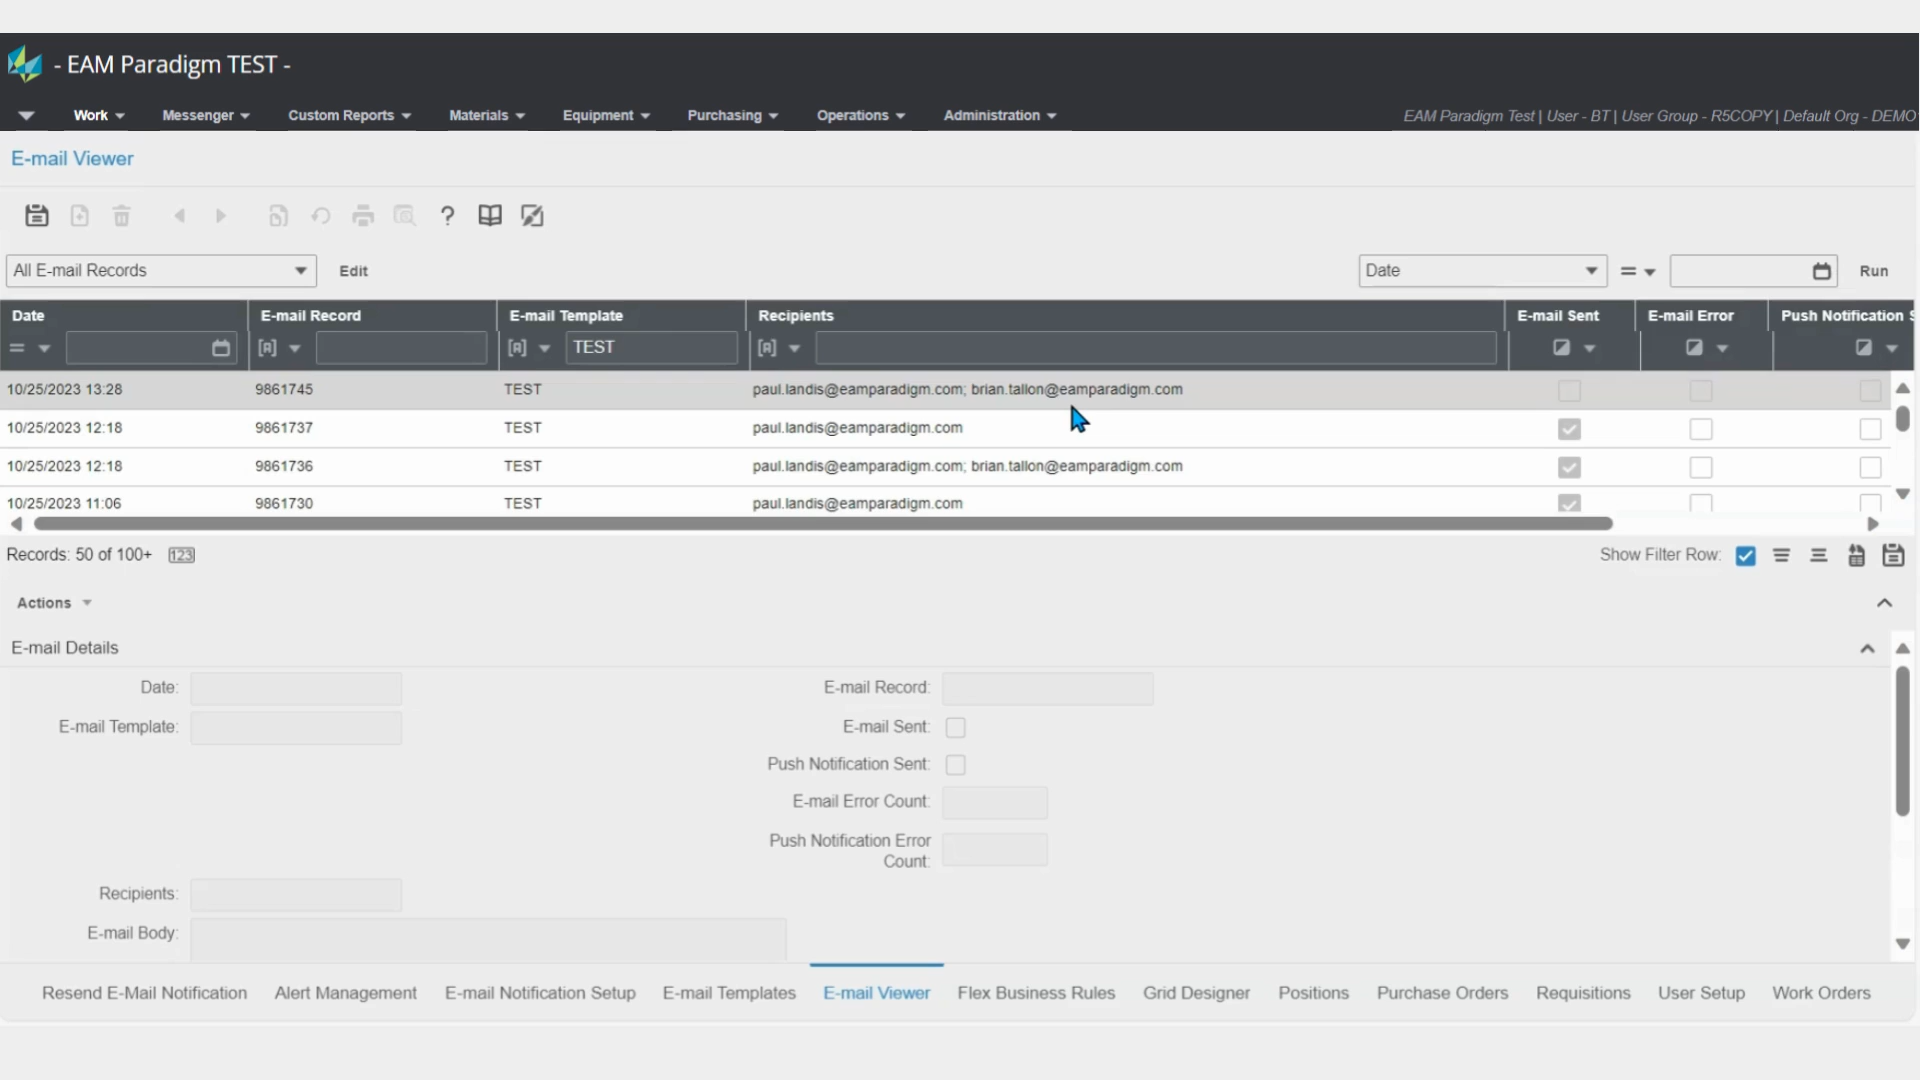 - EAM Paradigm TEST -
Work Messenger Custom Reports Materials Equipment Purchasing Operations Administration EAM Paradigm Test | User - BT | User Group - R5COPY | Default Org - DEMO
E-mail Viewer
All E-mail Records Edit Date = Run
Date E-mail Record E-mail Template Recipients E-mail Sent E-mail Error Push Notification S
= [A] [A] TEST [A]
10/25/2023 13:28 9861745 TEST paul.landis@eamparadigm.com; brian.tallon@eamparadigm.com
10/25/2023 12:18 9861737 TEST paul.landis@eamparadigm.com
10/25/2023 12:18 9861736 TEST paul.landis@eamparadigm.com; brian.tallon@eamparadigm.com
10/25/2023 11:06 9861730 TEST paul.landis@eamparadigm.com
Records: 50 of 100+ 123 Show Filter Row:
Actions
E-mail Details
Date: E-mail Record:
E-mail Template: E-mail Sent:
Push Notification Sent:
E-mail Error Count:
Push Notification Error
Count:
Recipients:
E-mail Body:
Resend E-Mail Notification Alert Management E-mail Notification Setup E-mail Templates E-mail Viewer Flex Business Rules Grid Designer Positions Purchase Orders Requisitions User Setup Work Orders